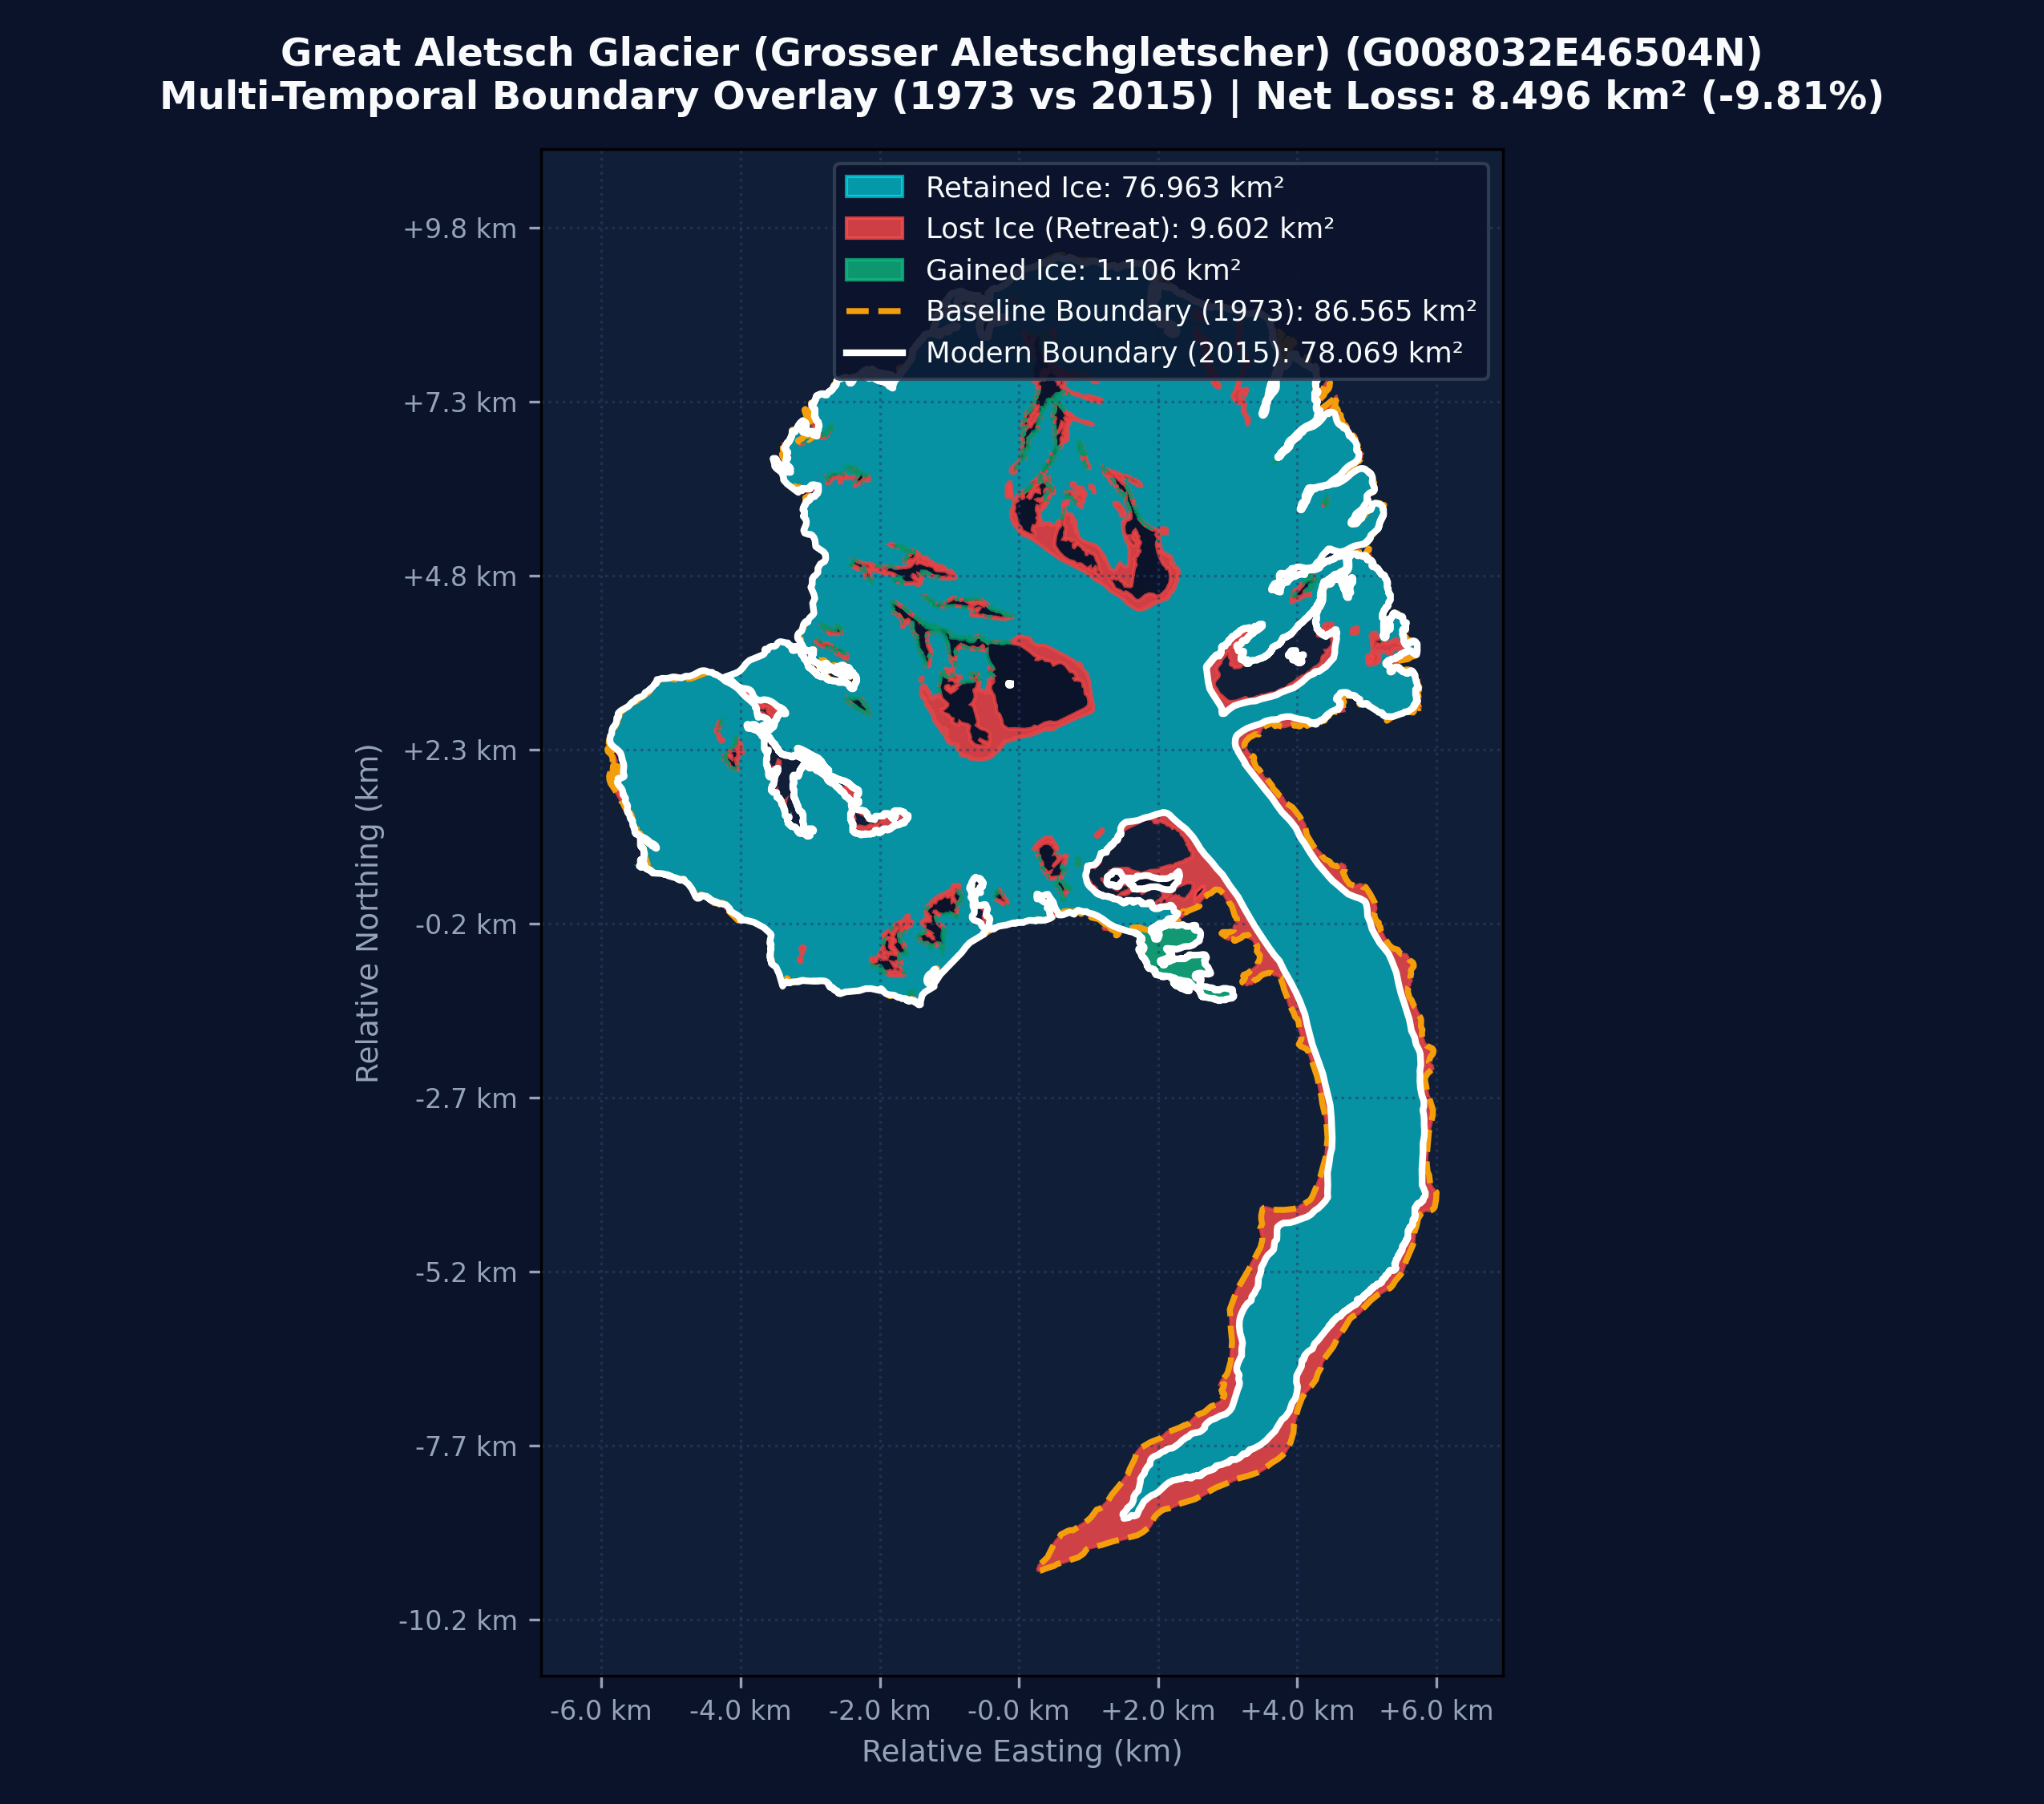 Great Aletsch Glacier (Grosser Aletschgletscher) (G008032E46504N)
Multi-Temporal Boundary Overlay (1973 vs 2015) | Net Loss: 8.496 km² (-9.81%)
Retained Ice: 76.963 km²
Lost Ice (Retreat): 9.602 km²
Gained Ice: 1.106 km²
Baseline Boundary (1973): 86.565 km²
Modern Boundary (2015): 78.069 km²
Relative Northing (km)
+9.8 km
+7.3 km
+4.8 km
+2.3 km
-0.2 km
-2.7 km
-5.2 km
-7.7 km
-10.2 km
-6.0 km
-4.0 km
-2.0 km
-0.0 km
+2.0 km
+4.0 km
+6.0 km
Relative Easting (km)